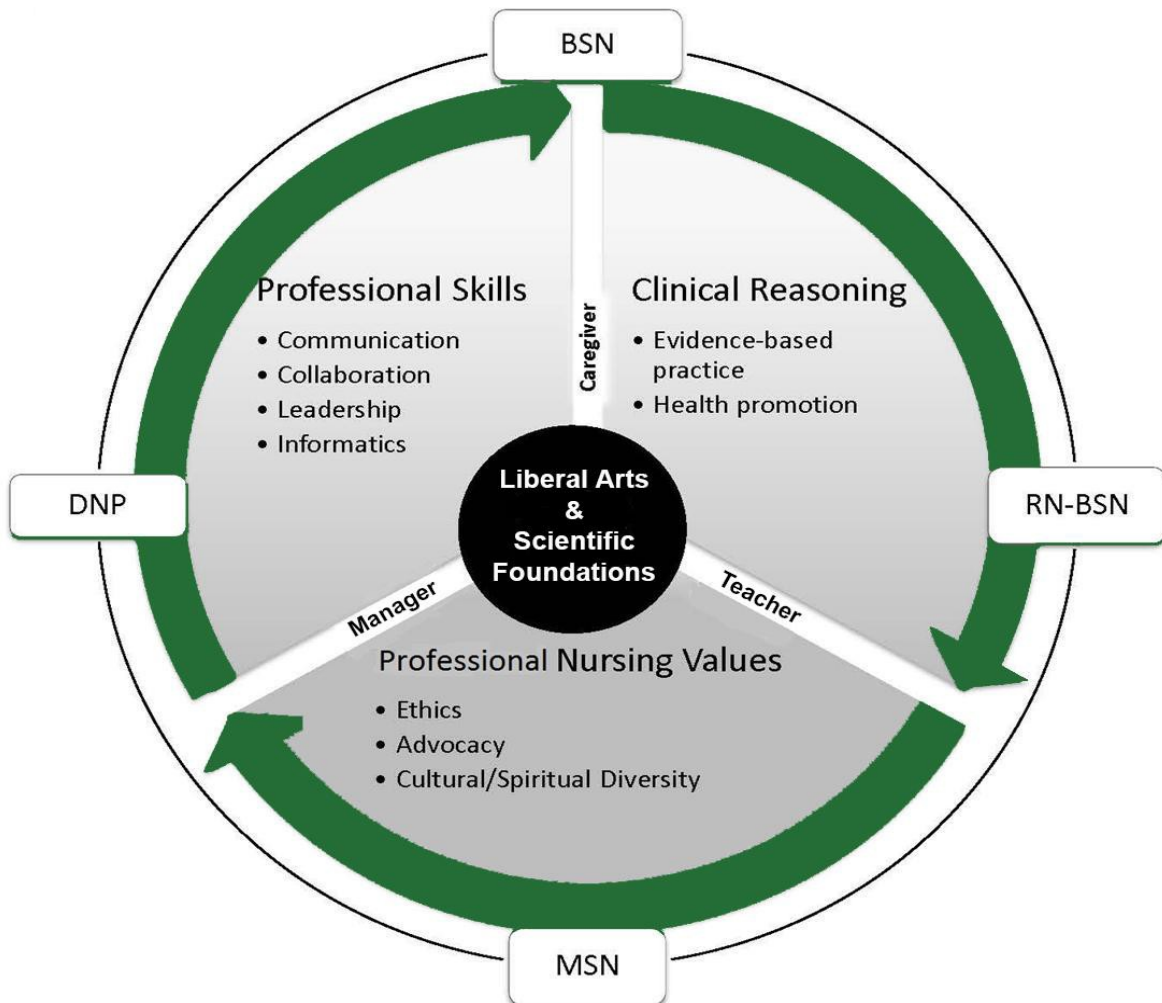 BSN
Professional Skills
• Communication
• Collaboration
• Leadership
• Informatics
Caregiver
Clinical Reasoning
• Evidence-based
practice
• Health promotion
DNP
Liberal Arts
&
Scientific
Foundations
RN-BSN
Manager
Teacher
Professional Nursing Values
• Ethics
• Advocacy
• Cultural/Spiritual Diversity
MSN